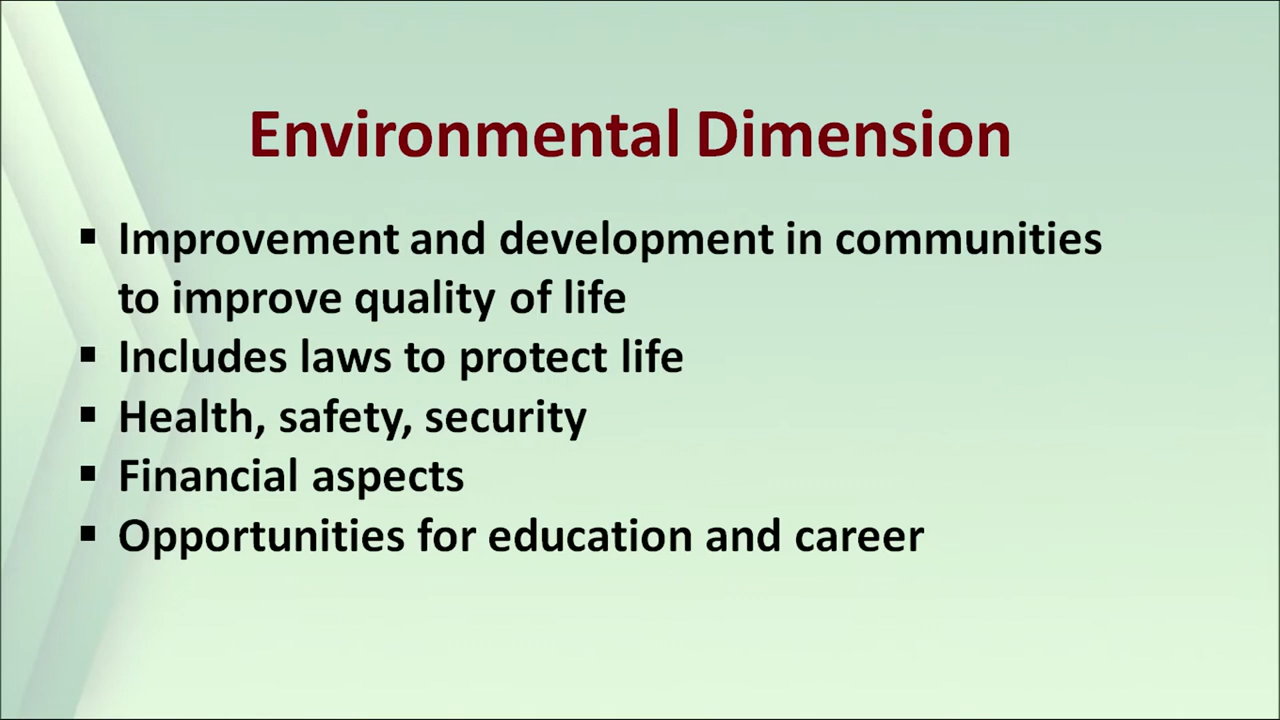 Environmental Dimension
▪ Improvement and development in communities
to improve quality of life
▪ Includes laws to protect life
▪ Health, safety, security
▪ Financial aspects
▪ Opportunities for education and career